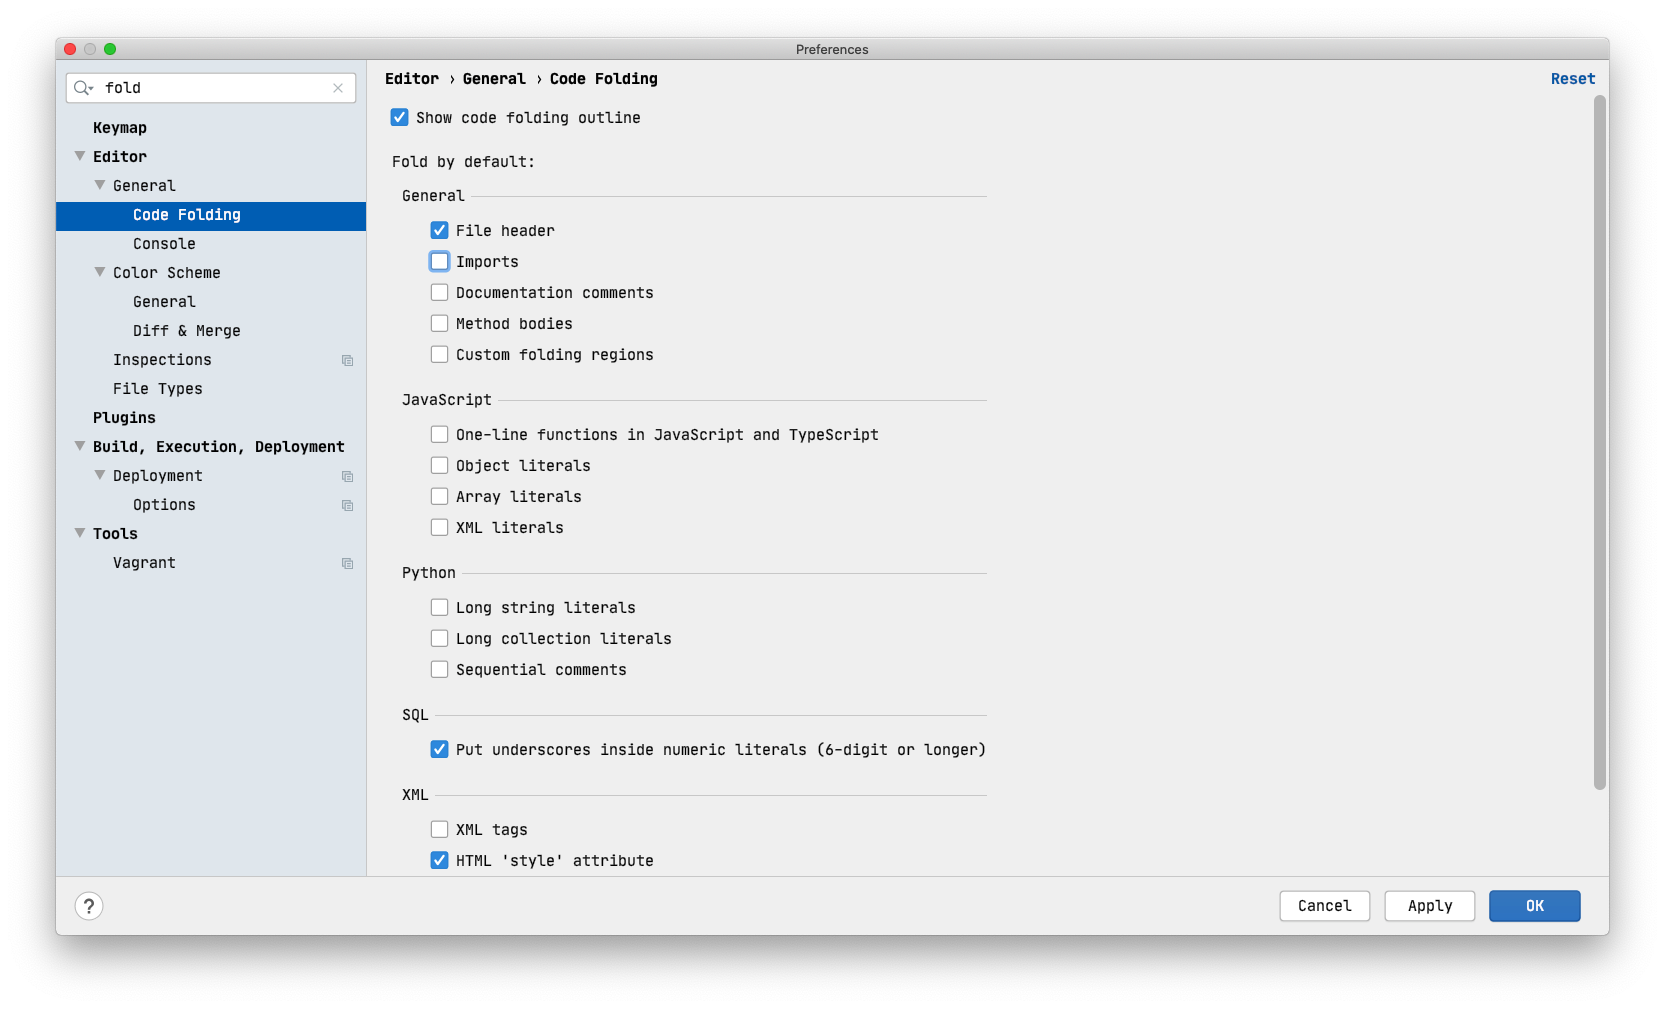 Preferences
fold
Keymap
Editor
General
Code Folding
Console
Color Scheme
General
Diff & Merge
Inspections
File Types
Plugins
Build, Execution, Deployment
Deployment
Options
Tools
Vagrant
Editor › General › Code Folding
Reset
Show code folding outline
Fold by default:
General
File header
Imports
Documentation comments
Method bodies
Custom folding regions
JavaScript
One-line functions in JavaScript and TypeScript
Object literals
Array literals
XML literals
Python
Long string literals
Long collection literals
Sequential comments
SQL
Put underscores inside numeric literals (6-digit or longer)
XML
XML tags
HTML 'style' attribute
?
Cancel
Apply
OK